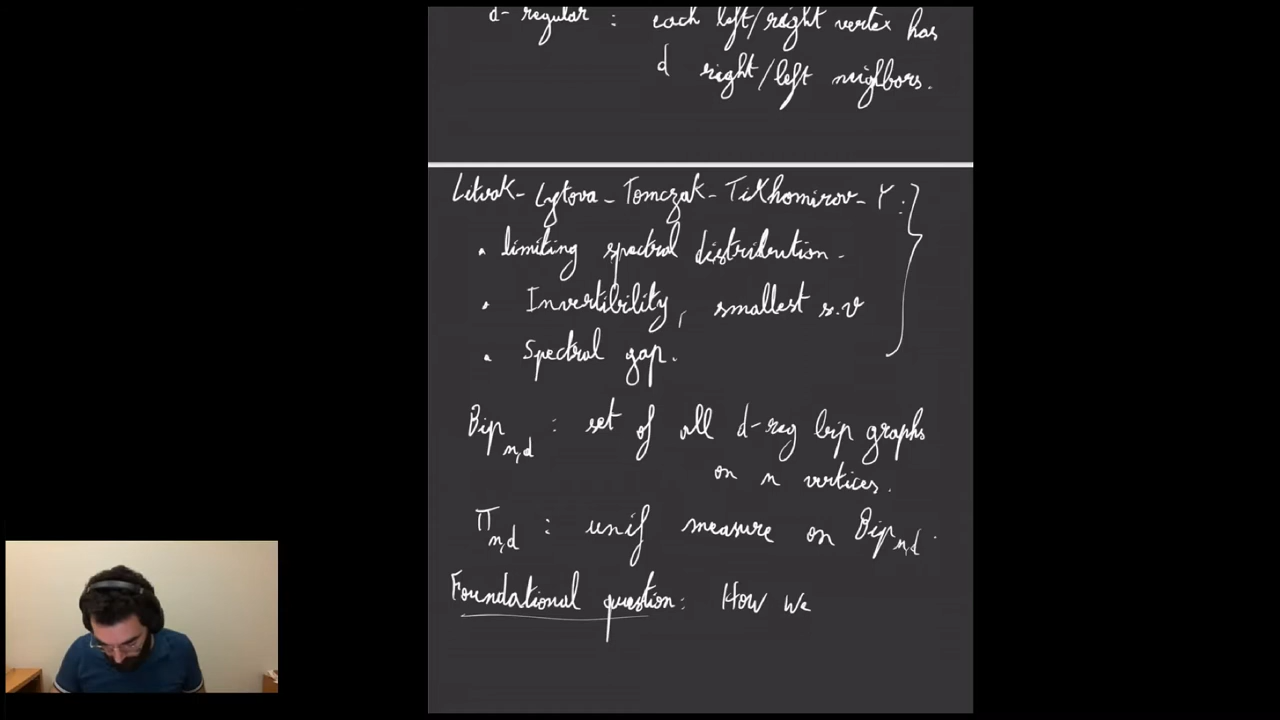 d-regular : each left/right vertex has
d right/left neighbors.
Litvak-Lytova-Tomczak-Tikhomirov-Y :
. limiting spectral distribution.
. Invertibility, smallest s.v
. Spectral gap.
Bip_{n,d} : set of all d-reg bip graphs
on n vertices.
Π_{n,d} : unif measure on Bip_{n,d}.
Foundational question: How we